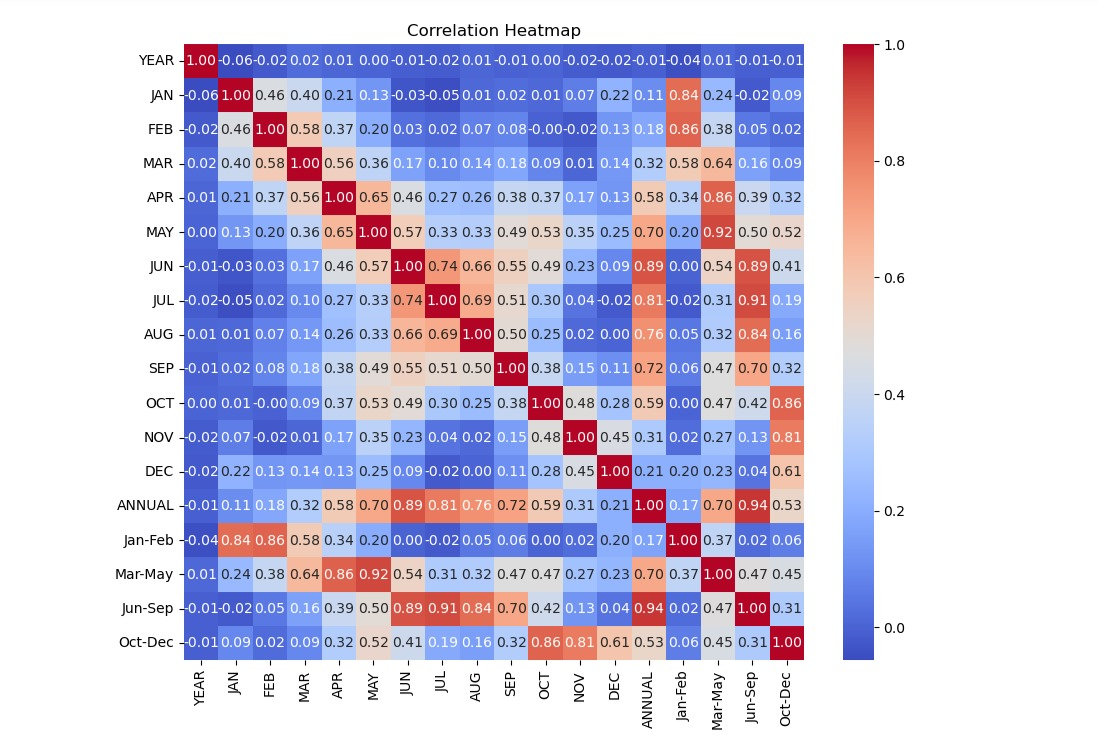 Correlation Heatmap
YEAR 1.00 -0.06 -0.02 0.02 0.01 0.00 -0.01 -0.02 0.01 -0.01 0.00 -0.02 -0.02 -0.01 -0.04 0.01 -0.01 -0.01
JAN -0.06 1.00 0.46 0.40 0.21 0.13 -0.03 -0.05 0.01 0.02 0.01 0.07 0.22 0.11 0.84 0.24 -0.02 0.09
FEB -0.02 0.46 1.00 0.58 0.37 0.20 0.03 0.02 0.07 0.08 -0.00 -0.02 0.13 0.18 0.86 0.38 0.05 0.02
MAR 0.02 0.40 0.58 1.00 0.56 0.36 0.17 0.10 0.14 0.18 0.09 0.01 0.14 0.32 0.58 0.64 0.16 0.09
APR 0.01 0.21 0.37 0.56 1.00 0.65 0.46 0.27 0.26 0.38 0.37 0.17 0.13 0.58 0.34 0.86 0.39 0.32
MAY 0.00 0.13 0.20 0.36 0.65 1.00 0.57 0.33 0.33 0.49 0.53 0.35 0.25 0.70 0.20 0.92 0.50 0.52
JUN -0.01 -0.03 0.03 0.17 0.46 0.57 1.00 0.74 0.66 0.55 0.49 0.23 0.09 0.89 0.00 0.54 0.89 0.41
JUL -0.02 -0.05 0.02 0.10 0.27 0.33 0.74 1.00 0.69 0.51 0.30 0.04 -0.02 0.81 -0.02 0.31 0.91 0.19
AUG 0.01 0.01 0.07 0.14 0.26 0.33 0.66 0.69 1.00 0.50 0.25 0.02 0.00 0.76 0.05 0.32 0.84 0.16
SEP -0.01 0.02 0.08 0.18 0.38 0.49 0.55 0.51 0.50 1.00 0.38 0.15 0.11 0.72 0.06 0.47 0.70 0.32
OCT 0.00 0.01 -0.00 0.09 0.37 0.53 0.49 0.30 0.25 0.38 1.00 0.48 0.28 0.59 0.00 0.47 0.42 0.86
NOV -0.02 0.07 -0.02 0.01 0.17 0.35 0.23 0.04 0.02 0.15 0.48 1.00 0.45 0.31 0.02 0.27 0.13 0.81
DEC -0.02 0.22 0.13 0.14 0.13 0.25 0.09 -0.02 0.00 0.11 0.28 0.45 1.00 0.21 0.20 0.23 0.04 0.61
ANNUAL -0.01 0.11 0.18 0.32 0.58 0.70 0.89 0.81 0.76 0.72 0.59 0.31 0.21 1.00 0.17 0.70 0.94 0.53
Jan-Feb -0.04 0.84 0.86 0.58 0.34 0.20 0.00 -0.02 0.05 0.06 0.00 0.02 0.20 0.17 1.00 0.37 0.02 0.06
Mar-May 0.01 0.24 0.38 0.64 0.86 0.92 0.54 0.31 0.32 0.47 0.47 0.27 0.23 0.70 0.37 1.00 0.47 0.45
Jun-Sep -0.01 -0.02 0.05 0.16 0.39 0.50 0.89 0.91 0.84 0.70 0.42 0.13 0.04 0.94 0.02 0.47 1.00 0.31
Oct-Dec -0.01 0.09 0.02 0.09 0.32 0.52 0.41 0.19 0.16 0.32 0.86 0.81 0.61 0.53 0.06 0.45 0.31 1.00
YEAR JAN FEB MAR APR MAY JUN JUL AUG SEP OCT NOV DEC ANNUAL Jan-Feb Mar-May Jun-Sep Oct-Dec
1.0
0.8
0.6
0.4
0.2
0.0